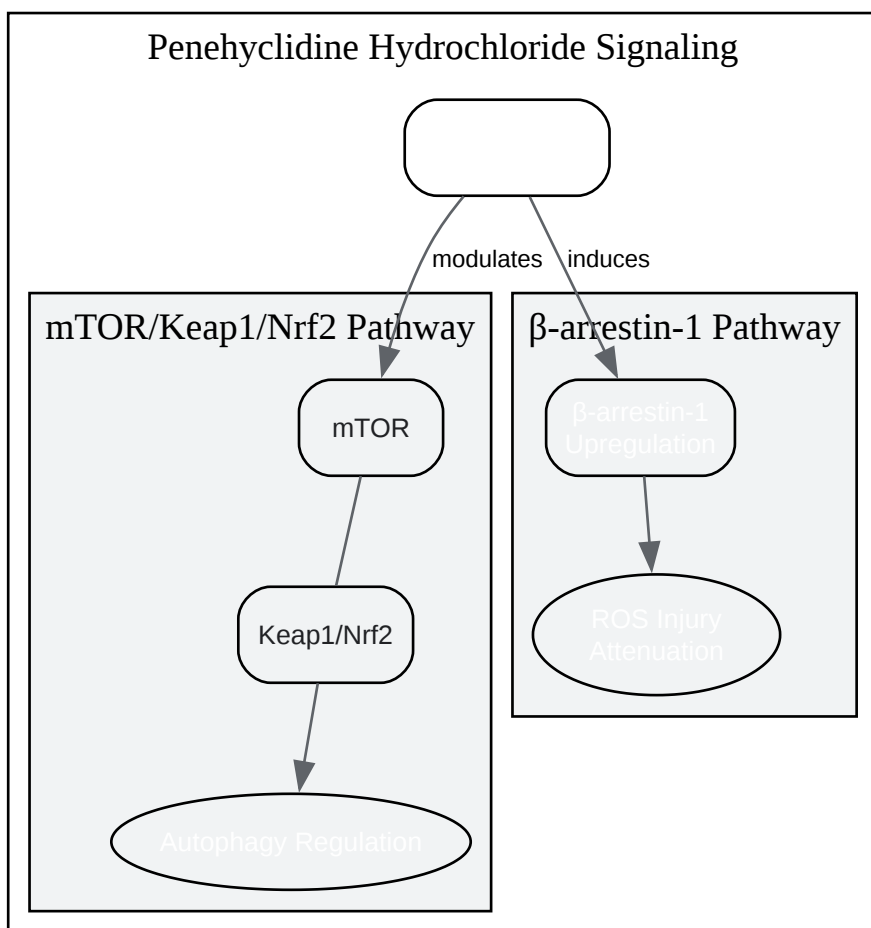 Penehyclidine Hydrochloride Signaling
modulates
induces
mTOR/Keap1/Nrf2 Pathway
β-arrestin-1 Pathway
mTOR
β-arrestin-1
Upregulation
Keap1/Nrf2
ROS Injury
Attenuation
Autophagy Regulation